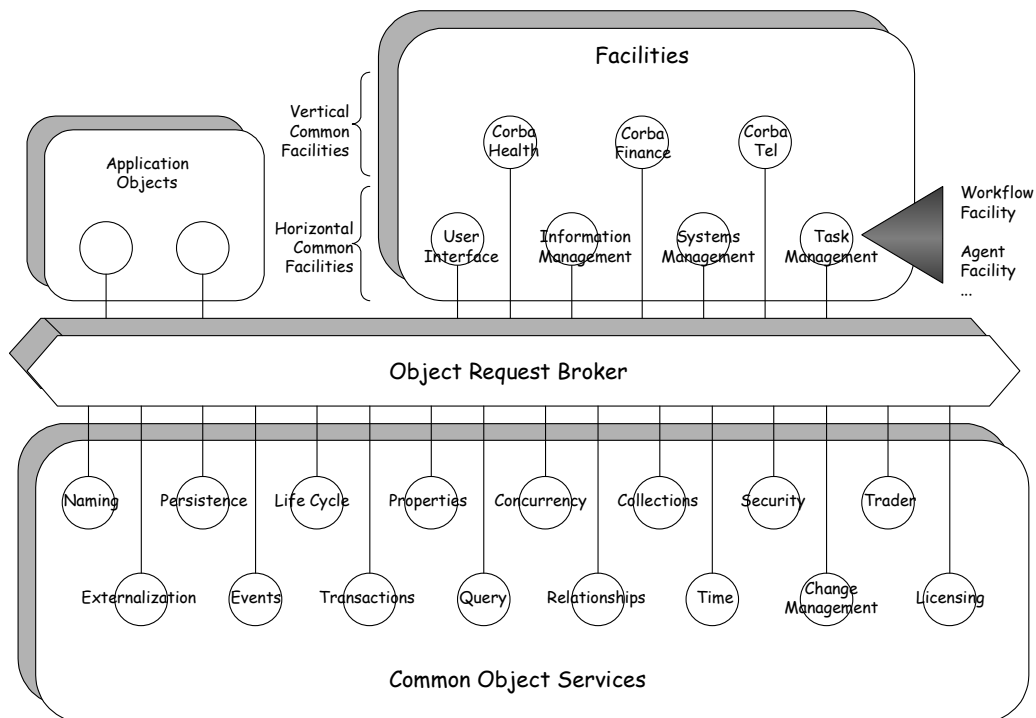 Facilities
Vertical
Common
Facilities
Corba
Health
Corba
Finance
Corba
Tel
Application
Objects
Horizontal
Common
Facilities
User
Interface
Information
Management
Systems
Management
Task
Management
Workflow
Facility
Agent
Facility
...
Object Request Broker
Naming
Persistence
Life Cycle
Properties
Concurrency
Collections
Security
Trader
Externalization
Events
Transactions
Query
Relationships
Time
Change
Management
Licensing
Common Object Services